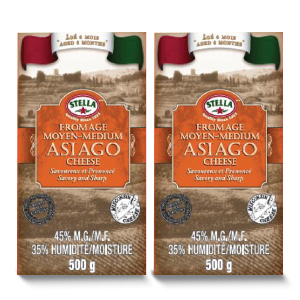 Âgé 6 Mois
"Aged 6 Months"
STELLA
FROMAGE
MOYEN-MEDIUM
ASIAGO
CHEESE
Savoureux et Prononcé
Savory and Sharp
45% M.G./M.F.
35% HUMIDITÉ/MOISTURE
500 g
Âgé 6 Mois
"Aged 6 Months"
STELLA
FROMAGE
MOYEN-MEDIUM
ASIAGO
CHEESE
Savoureux et Prononcé
Savory and Sharp
45% M.G./M.F.
35% HUMIDITÉ/MOISTURE
500 g